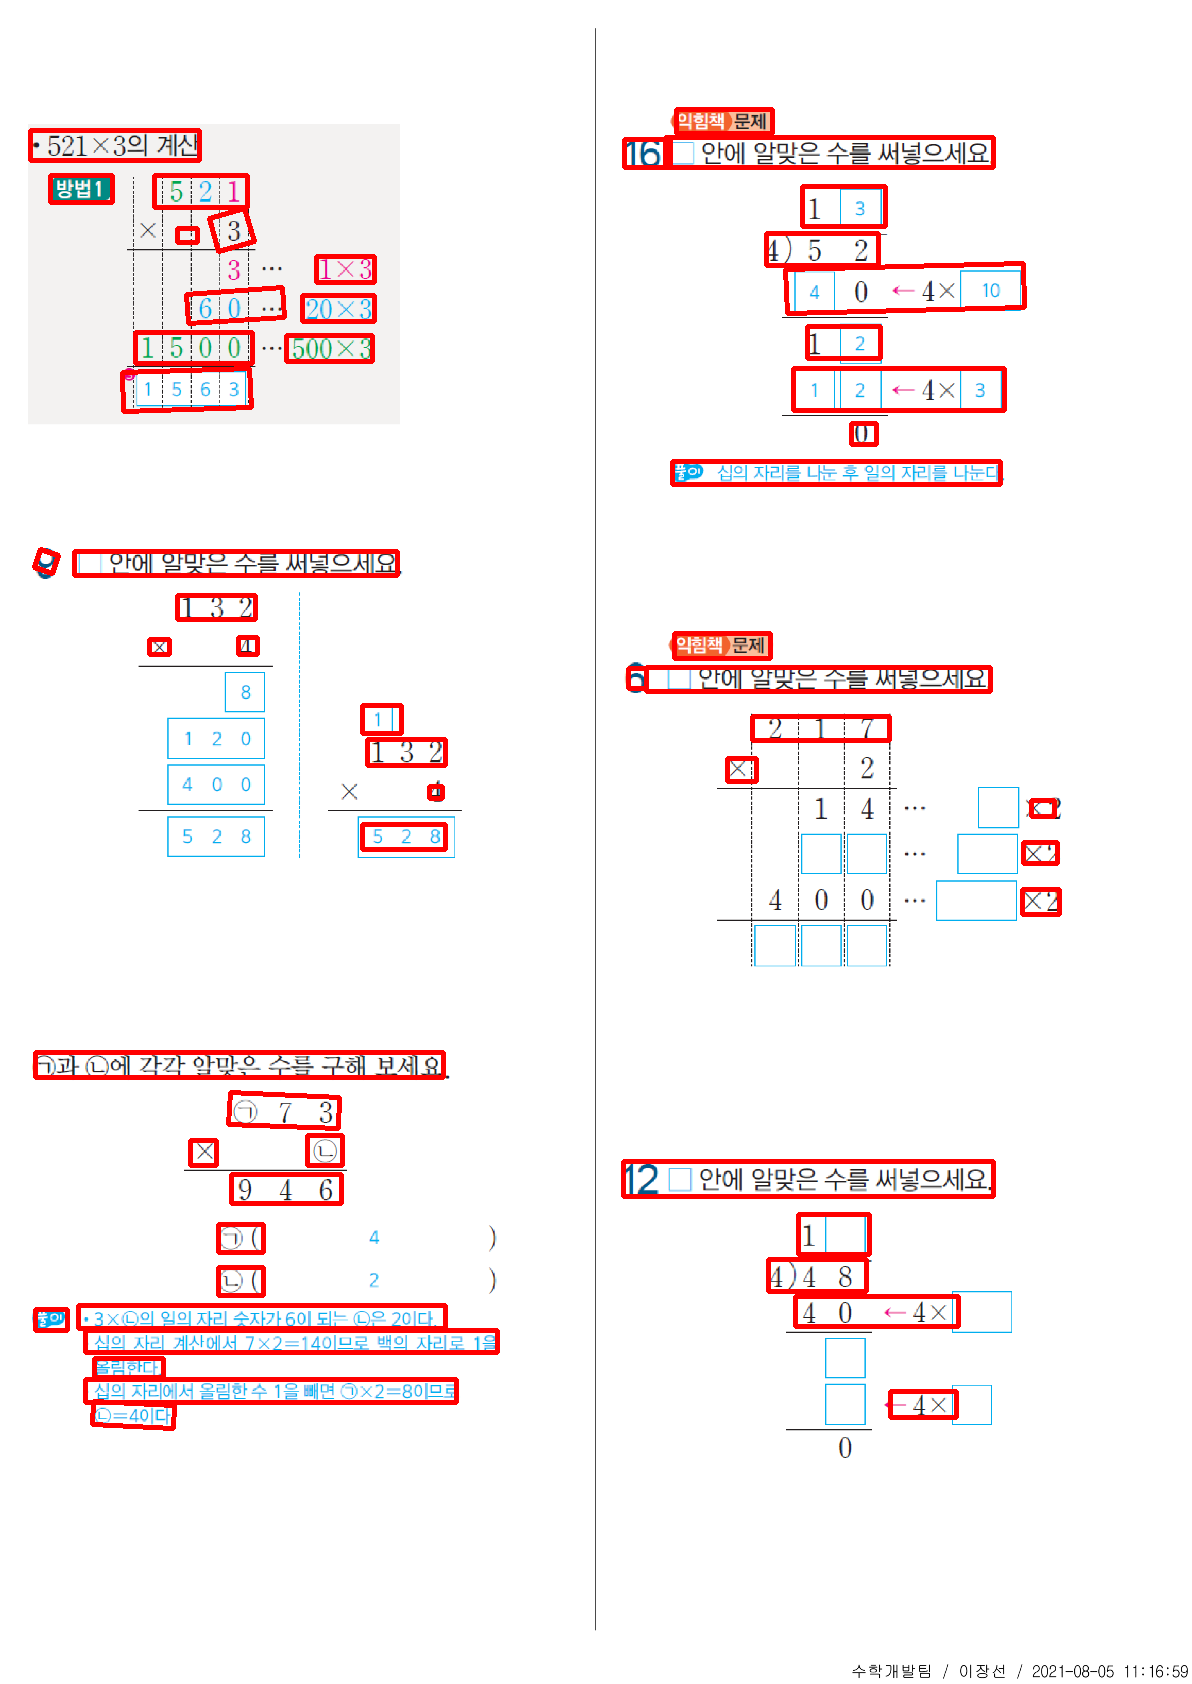 • 521×3의 계산
방법1
5 2 1
× 3
3 … 1×3
6 0 … 20×3
1 5 0 0 … 500×3
1 5 6 3
9 □ 안에 알맞은 수를 써넣으세요.
1 3 2
× 4
8
1 2 0
4 0 0
5 2 8
1
1 3 2
× 4
5 2 8
㉠과 ㉡에 각각 알맞은 수를 구해 보세요.
㉠ 7 3
× ㉡
9 4 6
㉠ ( 4 )
㉡ ( 2 )
풀이 • 3×㉡의 일의 자리 숫자가 6이 되는 ㉡은 2이다.
십의 자리 계산에서 7×2=14이므로 백의 자리로 1을
올림한다.
십의 자리에서 올림한 수 1을 빼면 ㉠×2=8이므로
㉡=4이다.
익힘책 문제
16 □ 안에 알맞은 수를 써넣으세요.
1 3
4) 5 2
4 0 ← 4× 10
1 2
1 2 ← 4× 3
0
풀이 십의 자리를 나눈 후 일의 자리를 나눈다.
익힘책 문제
6 □ 안에 알맞은 수를 써넣으세요.
2 1 7
× 2
1 4 … □ ×2
□ □ … □ ×2
4 0 0 … □ ×2
□ □ □
12 □ 안에 알맞은 수를 써넣으세요.
1 □
4) 4 8
4 0 ← 4× □
□
□ ← 4× □
0
수학개발팀 / 이장선 / 2021-08-05 11:16:59